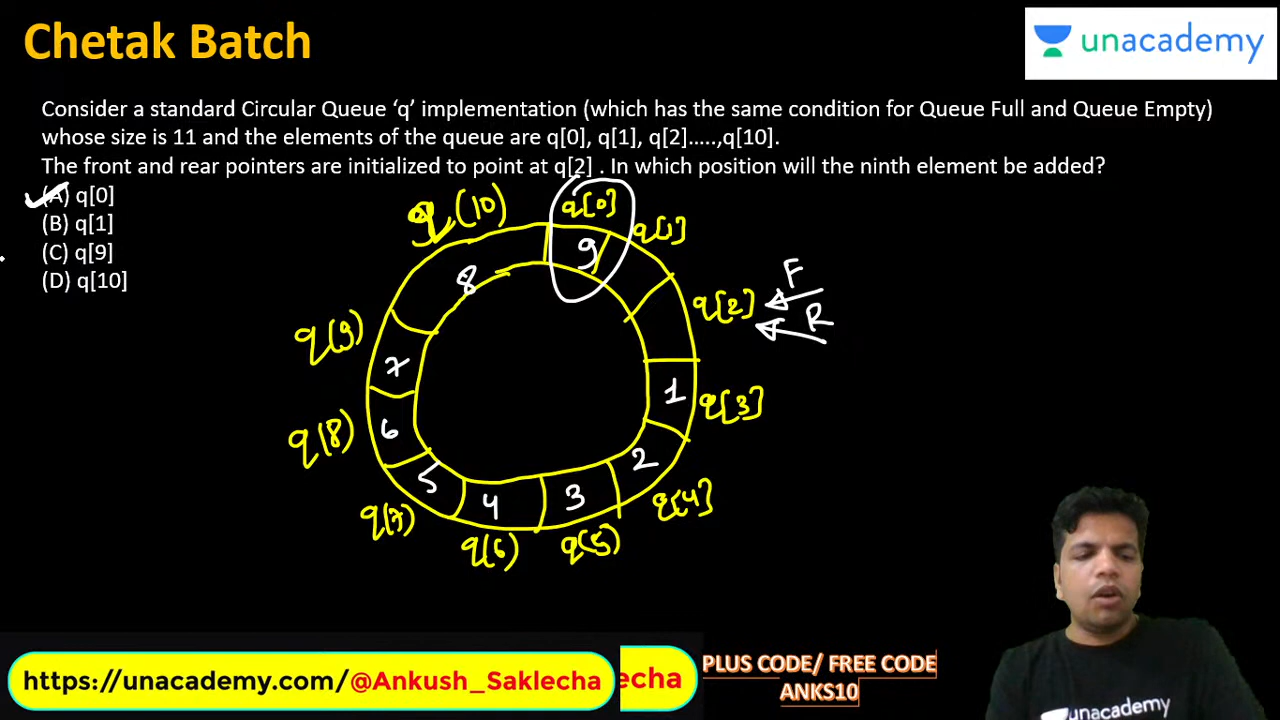 Chetak Batch
unacademy
Consider a standard Circular Queue ‘q’ implementation (which has the same condition for Queue Full and Queue Empty)
whose size is 11 and the elements of the queue are q[0], q[1], q[2]…..,q[10].
The front and rear pointers are initialized to point at q[2] . In which position will the ninth element be added?
(A) q[0]
(B) q[1]
(C) q[9]
(D) q[10]
q(10)
q[0]
q[1]
8
9
F
q[2]
R
q(9)
7
1
q[3]
q(8)
6
2
5
4
3
q[4]
q(7)
q(6)
q(5)
https://unacademy.com/@Ankush_Saklecha
echa
PLUS CODE/ FREE CODE
ANKS10
unacademy